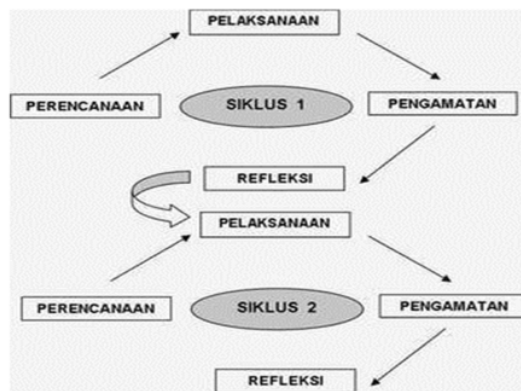 PELAKSANAAN
PERENCANAAN
SIKLUS 1
PENGAMATAN
REFLEKSI
PELAKSANAAN
PERENCANAAN
SIKLUS 2
PENGAMATAN
REFLEKSI